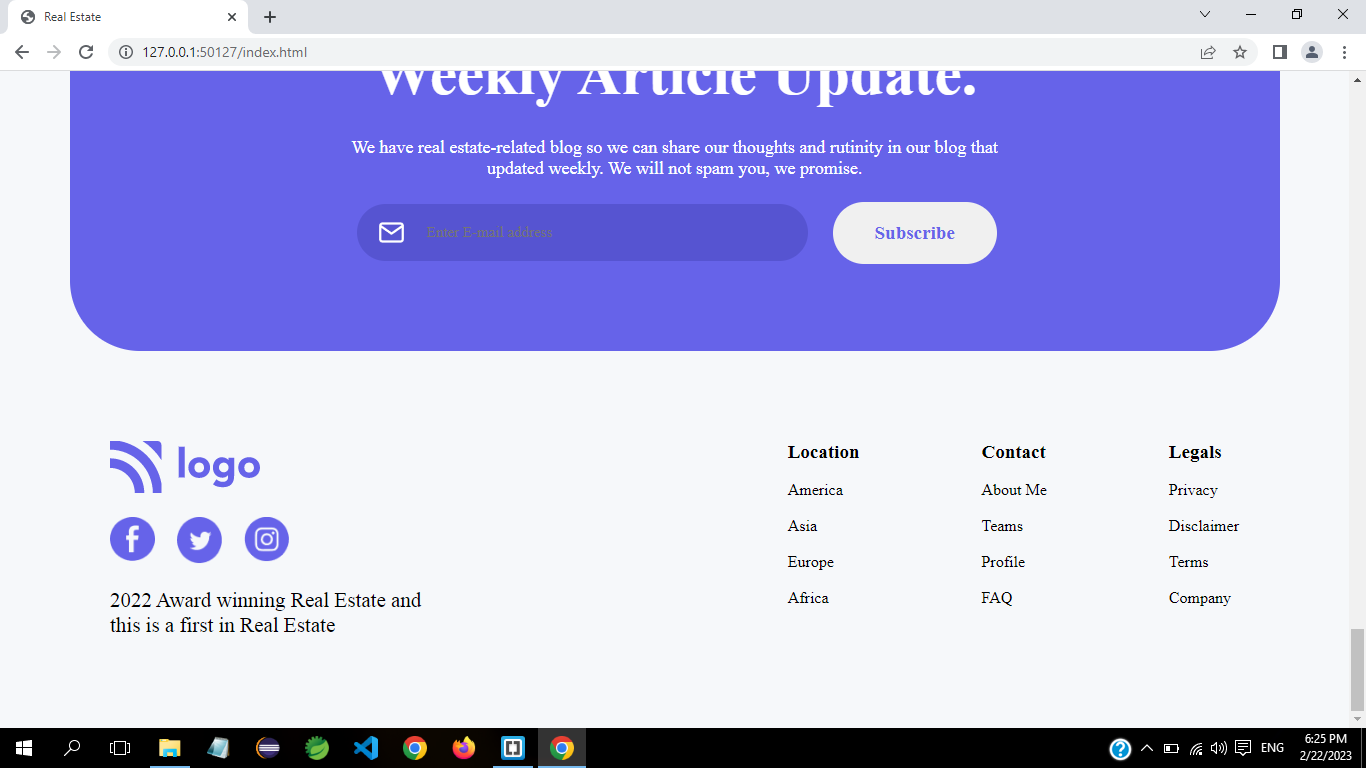 Real Estate
127.0.0.1:50127/index.html
Weekly Article Update.
We have real estate-related blog so we can share our thoughts and rutinity in our blog that
updated weekly. We will not spam you, we promise.
Enter E-mail address
Subscribe
logo
2022 Award winning Real Estate and
this is a first in Real Estate
Location
America
Asia
Europe
Africa
Contact
About Me
Teams
Profile
FAQ
Legals
Privacy
Disclaimer
Terms
Company
ENG
6:25 PM
2/22/2023